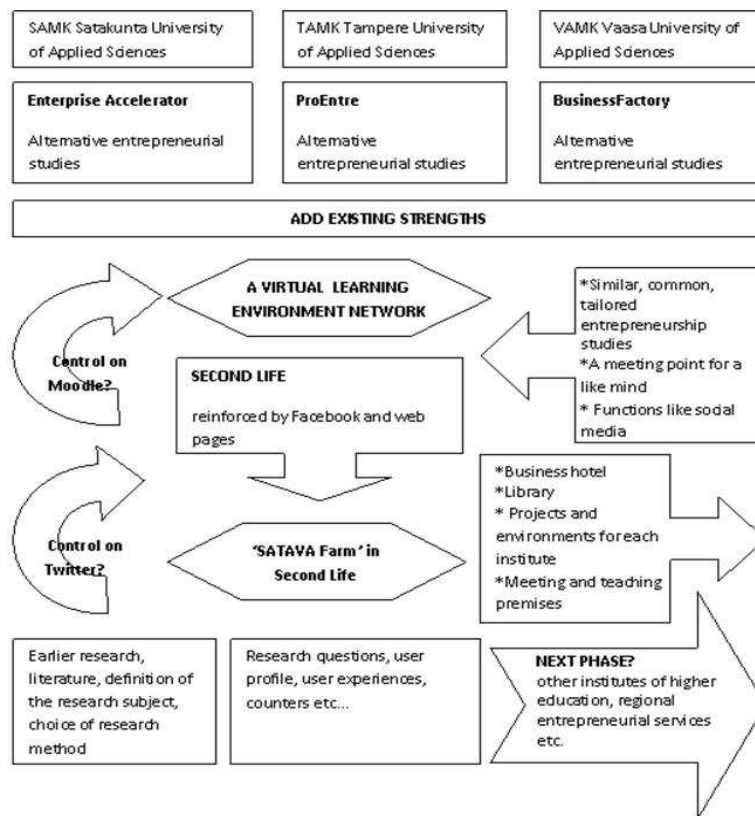 SAMK Satakunta University
of Applied Sciences
TAMK Tampere University
of Applied Sciences
VAMK Vaasa University of
Applied Sciences
Enterprise Accelerator
Alternative entrepreneurial
studies
ProEntre
Alternative
entrepreneurial studies
BusinessFactory
Alternative
entrepreneurial studies
ADD EXISTING STRENGTHS
A VIRTUAL LEARNING
ENVIRONMENT NETWORK
Control on
Moodle?
*Similar, common,
tailored
entrepreneurship
studies
*A meeting point for a
like mind
* Functions like social
media
SECOND LIFE
reinforced by Facebook and web
pages
Control on
Twitter?
'SATAVA Farm' in
Second Life
*Business hotel
*Library
* Projects and
environments for each
institute
*Meeting and teaching
premises
Earlier research,
literature, definition of
the research subject,
choice of research
method
Research questions, user
profile, user experiences,
counters etc...
NEXT PHASE?
other institutes of higher
education, regional
entrepreneurial services
etc.